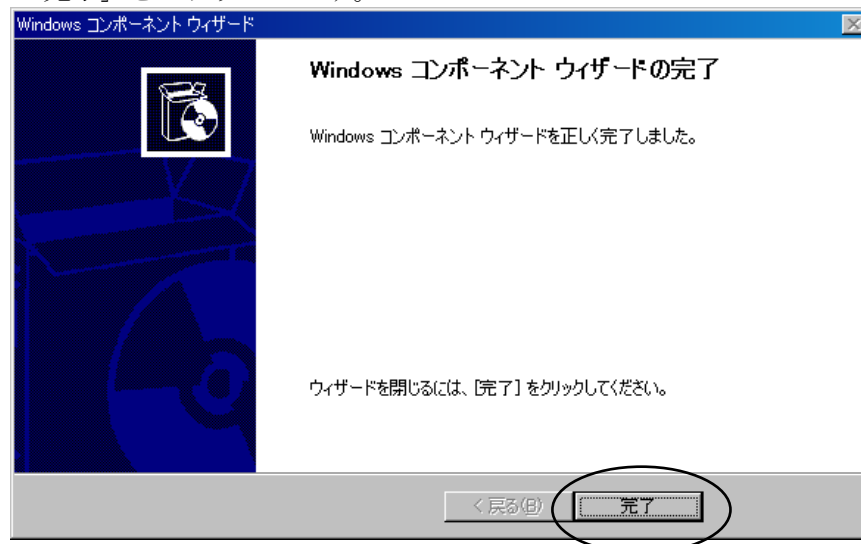 Windows コンポーネント ウィザード
Windows コンポーネント ウィザードの完了
Windows コンポーネント ウィザードを正しく完了しました。
ウィザードを閉じるには、[完了] をクリックしてください。
< 戻る(B)
完了